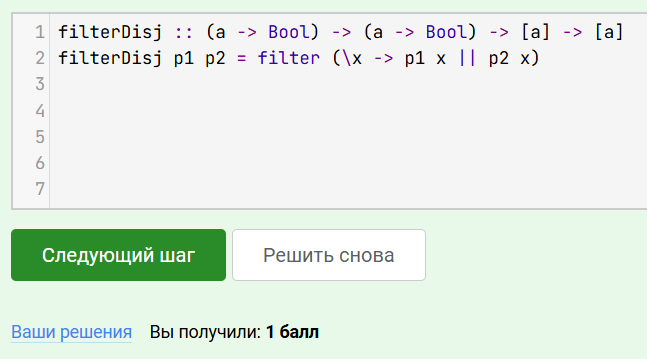 1 filterDisj :: (a -> Bool) -> (a -> Bool) -> [a] -> [a]
2 filterDisj p1 p2 = filter (\x -> p1 x || p2 x)
3
4
5
6
7
Следующий шаг Решить снова
Ваши решения Вы получили: 1 балл